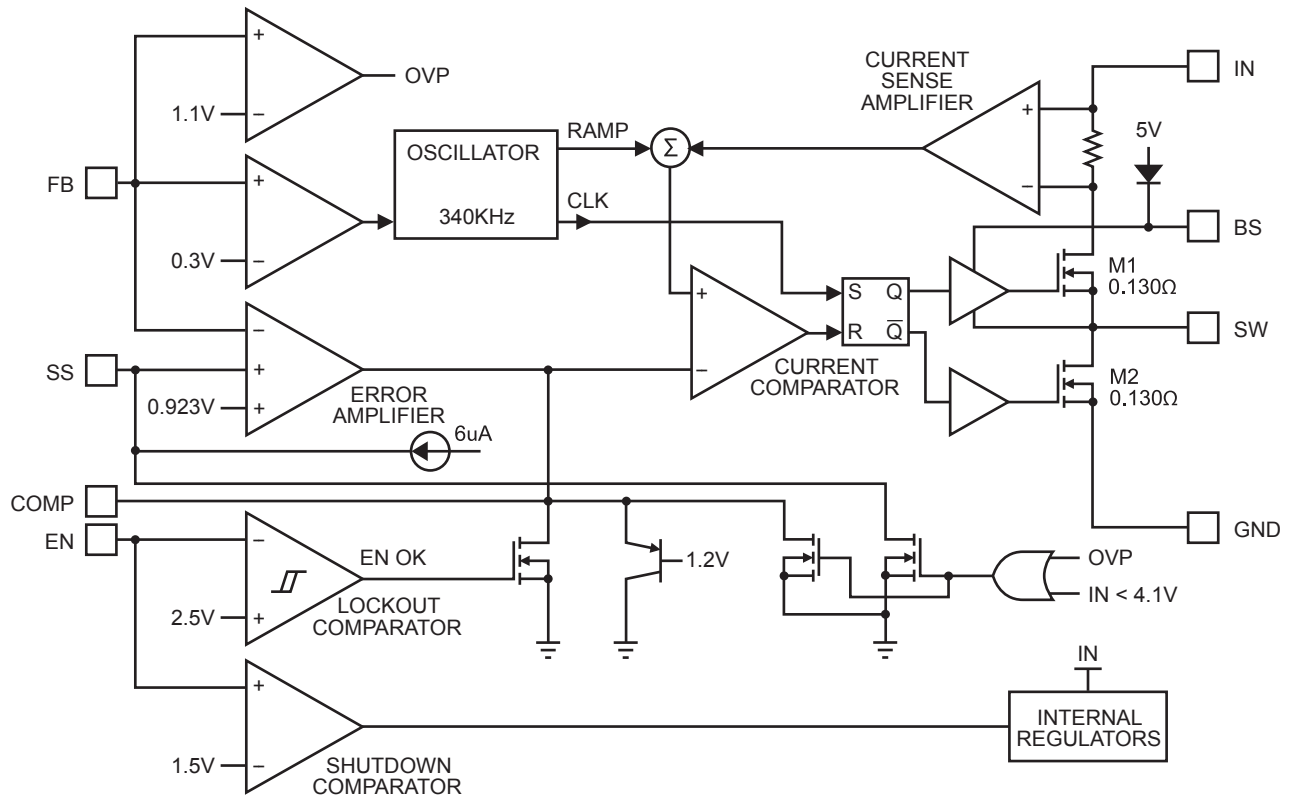 +
OVP
1.1V
–
FB
+
0.3V
–
OSCILLATOR
340KHz
RAMP
CLK
Σ
CURRENT
SENSE
AMPLIFIER
+
–
IN
5V
BS
M1
0.130Ω
SW
M2
0.130Ω
GND
S Q
R Q̅
+
–
CURRENT
COMPARATOR
SS
–
+
0.923V
+
ERROR
AMPLIFIER
6uA
COMP
EN
–
EN OK
2.5V
+
LOCKOUT
COMPARATOR
1.2V
OVP
IN < 4.1V
+
1.5V
–
SHUTDOWN
COMPARATOR
IN
INTERNAL
REGULATORS